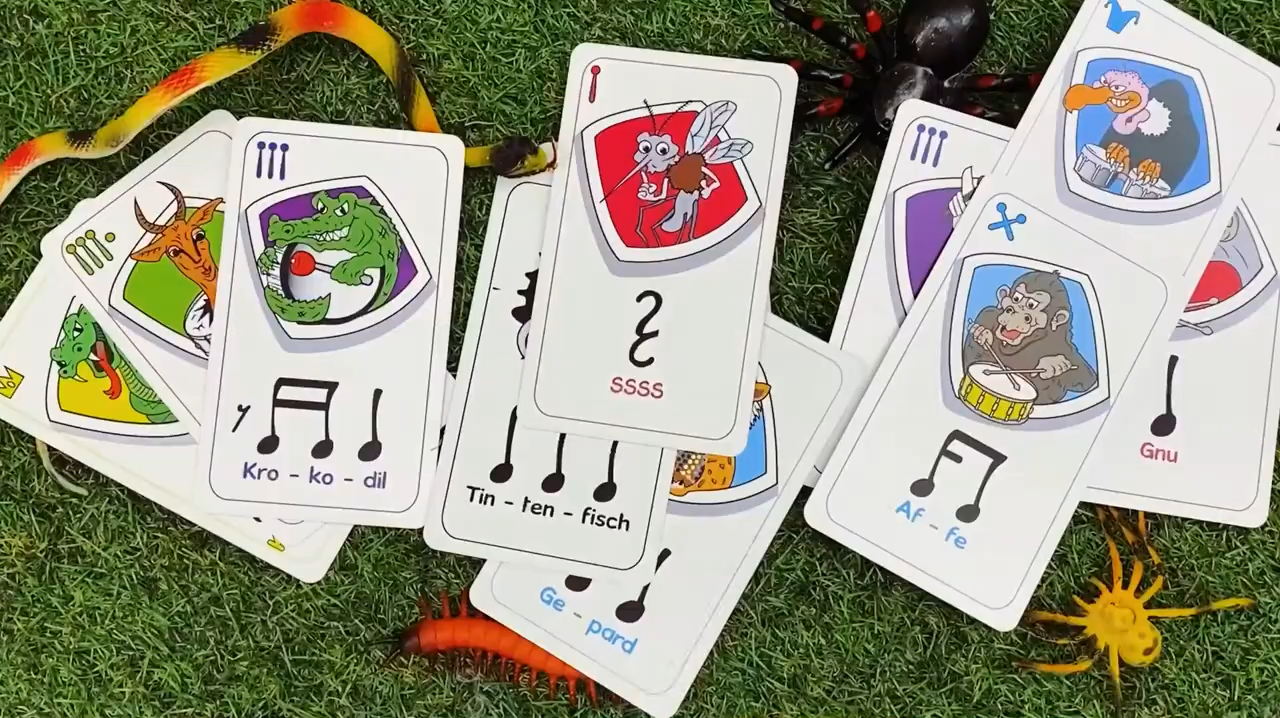 Kro - ko - dil
Tin - ten - fisch
Ge - pard
ssss
Af - fe
Gnu